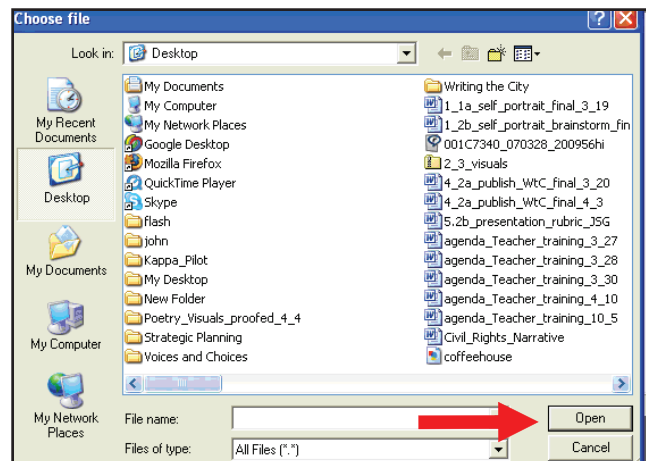 Choose file
Look in:
Desktop
My Recent
Documents
Desktop
My Documents
My Computer
My Network
Places
My Documents
My Computer
My Network Places
Google Desktop
Mozilla Firefox
QuickTime Player
Skype
flash
john
Kappa_Pilot
My Desktop
New Folder
Poetry_Visuals_proofed_4_4
Strategic Planning
Voices and Choices
Writing the City
1_1a_self_portrait_final_3_19
1_2b_self_portrait_brainstorm_fin
001C7340_070328_200956hi
2_3_visuals
4_2a_publish_WtC_final_3_20
4_2a_publish_WtC_final_4_3
5.2b_presentation_rubric_JSG
agenda_Teacher_training_3_27
agenda_Teacher_training_3_28
agenda_Teacher_training_3_30
agenda_Teacher_training_4_10
agenda_Teacher_training_10_5
Civil_Rights_Narrative
coffeehouse
File name:
Open
Files of type:
All Files (*.*)
Cancel